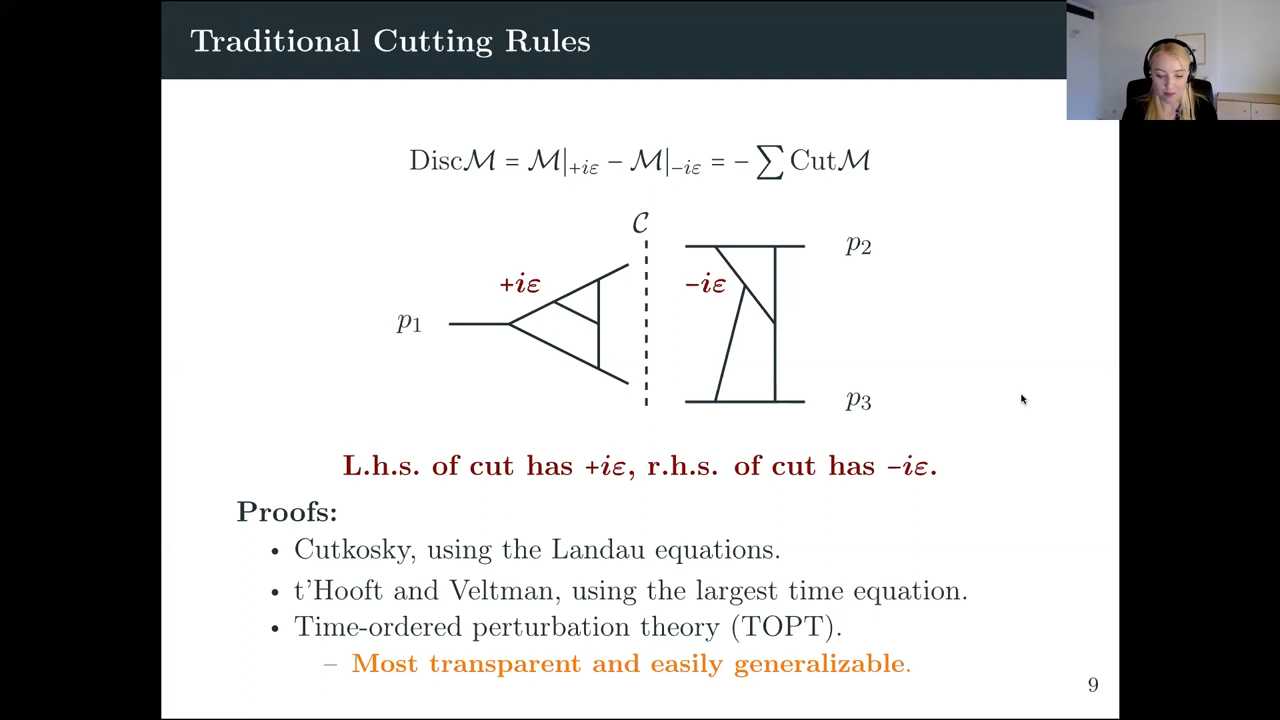 Traditional Cutting Rules
Discℳ = ℳ|₊iε − ℳ|₋iε = − ∑ Cutℳ
𝒞
+iε
−iε
p₂
p₁
p₃
L.h.s. of cut has +iε, r.h.s. of cut has −iε.
Proofs:
• Cutkosky, using the Landau equations.
• t'Hooft and Veltman, using the largest time equation.
• Time-ordered perturbation theory (TOPT).
– Most transparent and easily generalizable.
9